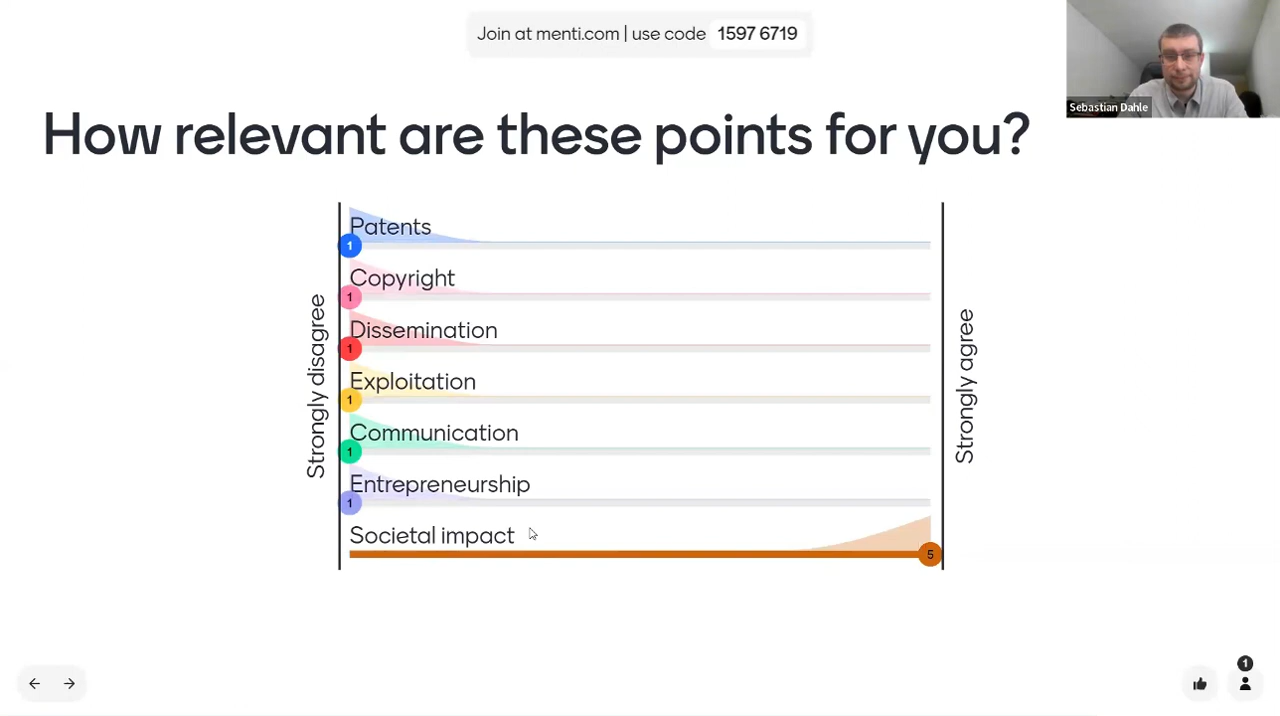 Join at menti.com | use code 1597 6719
Sebastian Dahle
How relevant are these points for you?
Strongly disagree
Patents
1
Copyright
1
Dissemination
1
Exploitation
1
Communication
1
Entrepreneurship
1
Societal impact
5
Strongly agree
1